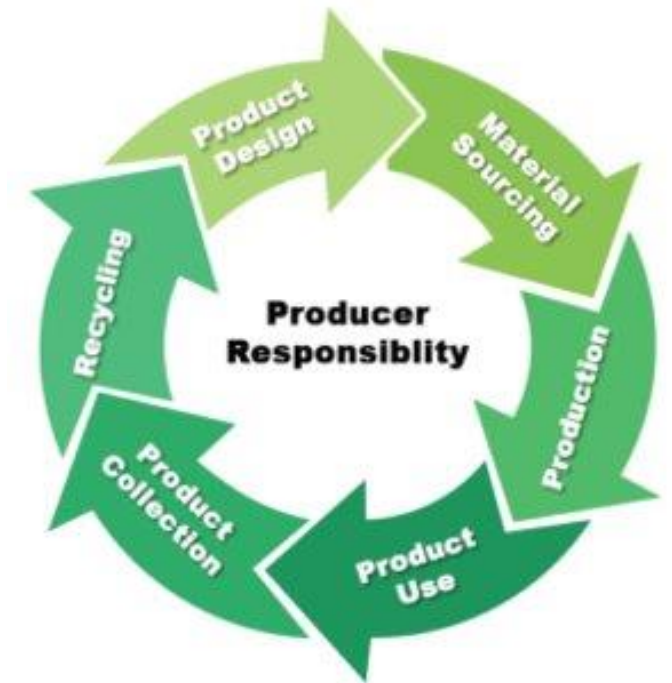 Product
Design
Material
Sourcing
Production
Product
Use
Product
Collection
Recycling
Producer
Responsiblity